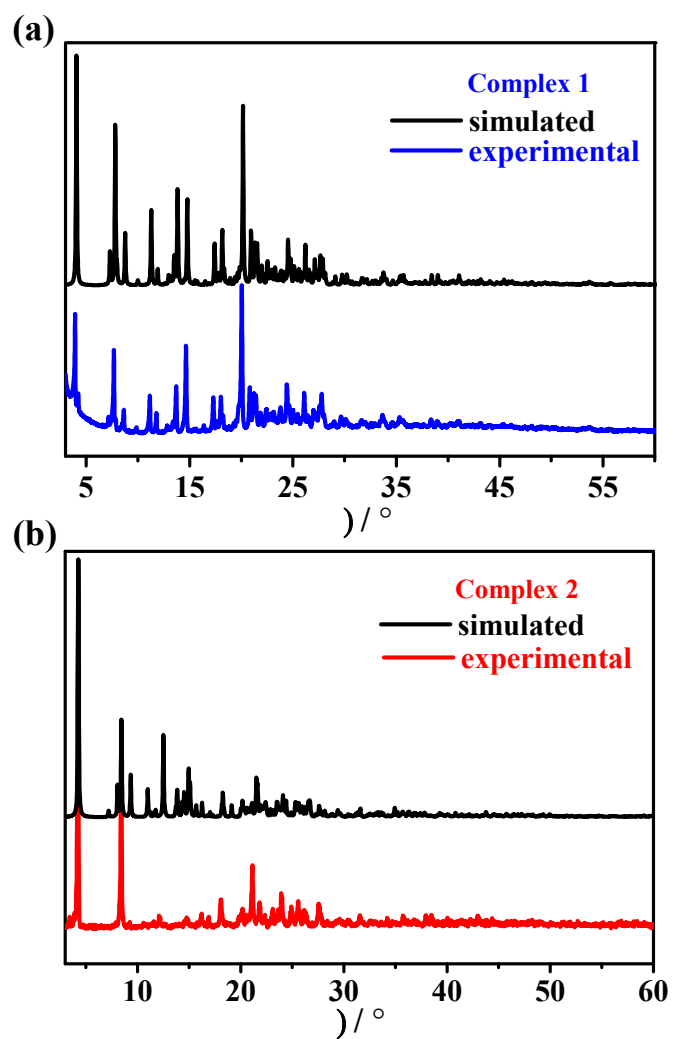 (a)
Complex 1
simulated
experimental
5 15 25 35 45 55
) / °
(b)
Complex 2
simulated
experimental
10 20 30 40 50 60
) / °